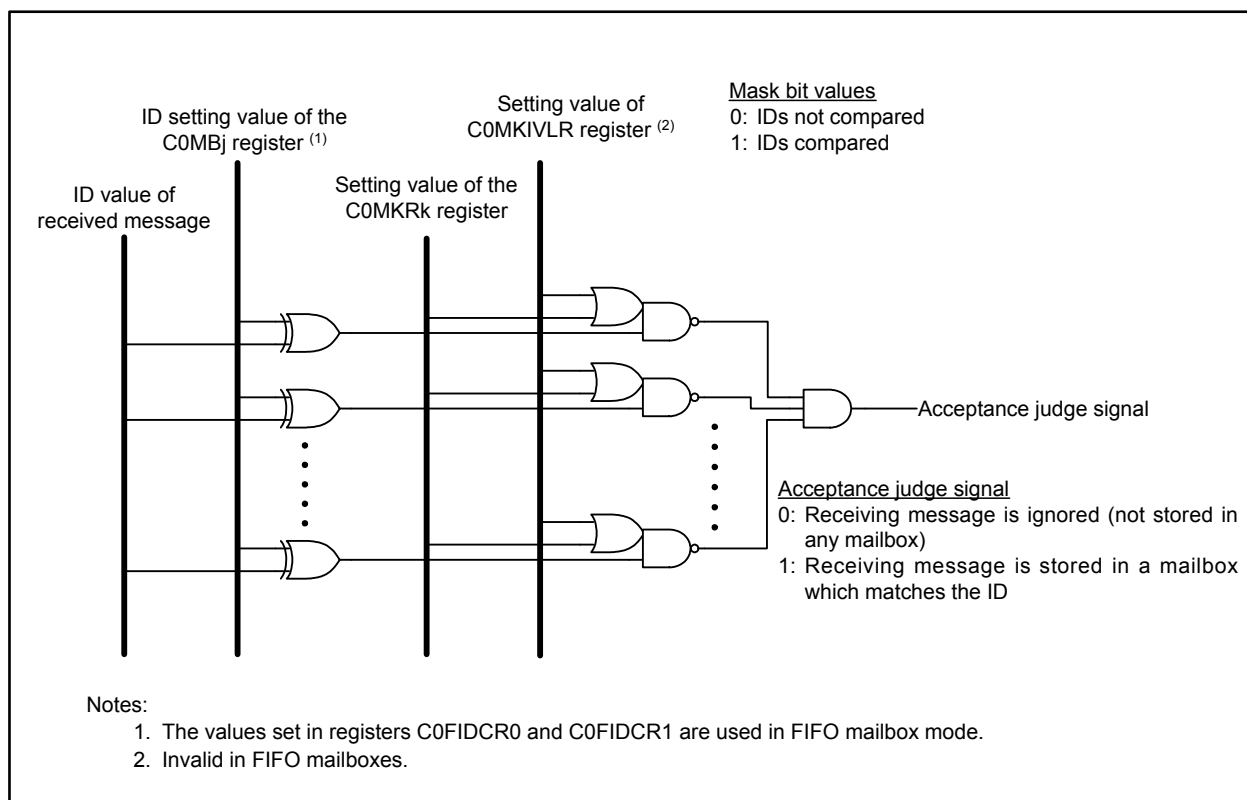 ID value of
received message
ID setting value of the
C0MBj register (1)
Setting value of the
C0MKRk register
Setting value of
C0MKIVLR register (2)
Mask bit values
0: IDs not compared
1: IDs compared
Acceptance judge signal
Acceptance judge signal
0: Receiving message is ignored (not stored in
any mailbox)
1: Receiving message is stored in a mailbox
which matches the ID
Notes:
1. The values set in registers C0FIDCR0 and C0FIDCR1 are used in FIFO mailbox mode.
2. Invalid in FIFO mailboxes.